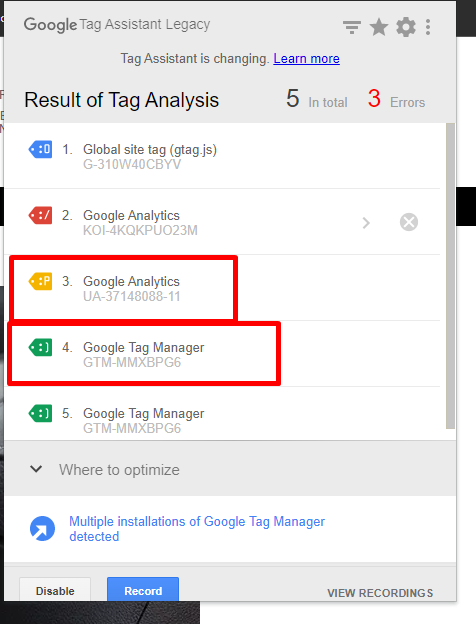 Google Tag Assistant Legacy
Tag Assistant is changing. Learn more
Result of Tag Analysis 5 In total 3 Errors
1. Global site tag (gtag.js)
G-310W40CBYV
2. Google Analytics
KOI-4KQKPUO23M
3. Google Analytics
UA-37148088-11
4. Google Tag Manager
GTM-MMXBPG6
5. Google Tag Manager
GTM-MMXBPG6
Where to optimize
Multiple installations of Google Tag Manager
detected
Disable Record VIEW RECORDINGS